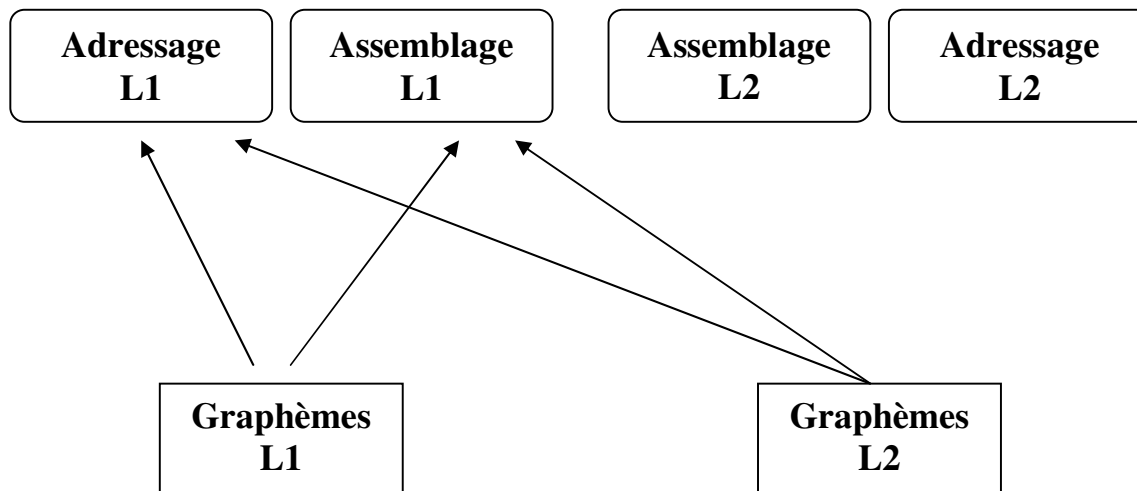 Adressage
L1
Assemblage
L1
Assemblage
L2
Adressage
L2
Graphèmes
L1
Graphèmes
L2